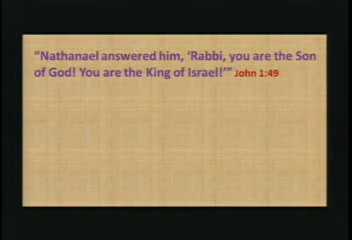 “Nathanael answered him, ‘Rabbi, you are the Son
of God! You are the King of Israel!’” John 1:49